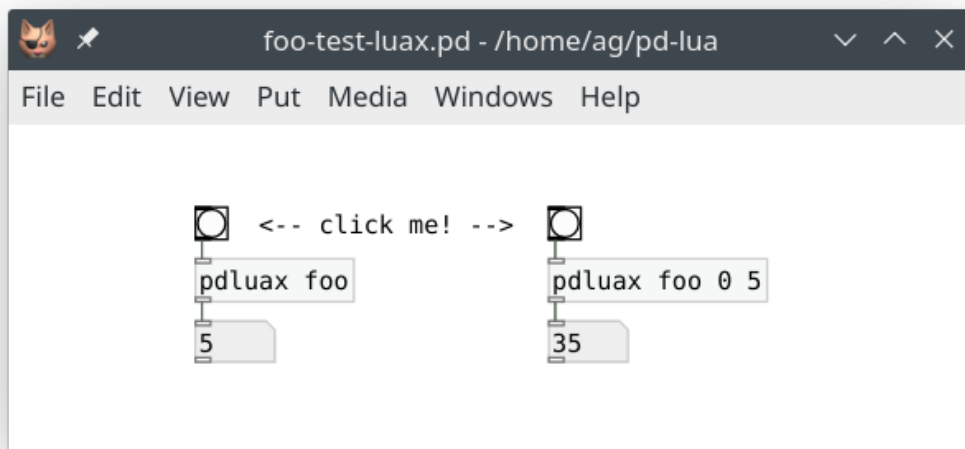 foo-test-luax.pd - /home/ag/pd-lua
File Edit View Put Media Windows Help
<-- click me! -->
pdluax foo pdluax foo 0 5
5 35